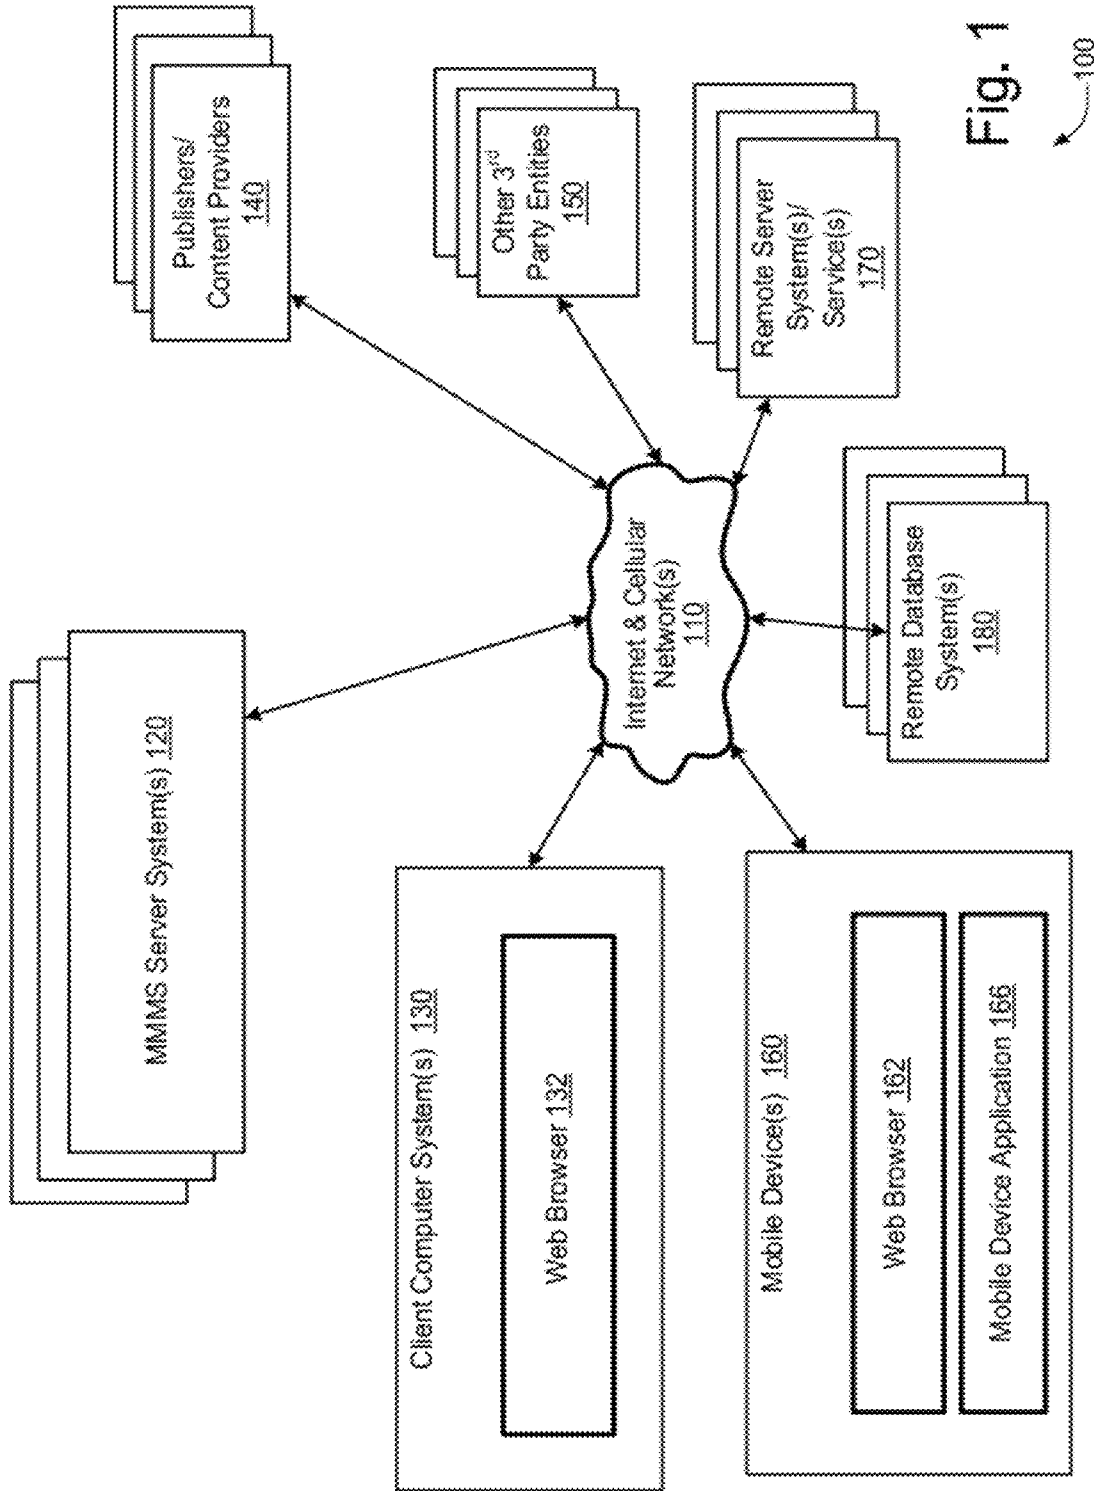 MMMS Server System(s) 120
Publishers/
Content Providers
140
Client Computer System(s) 130
Web Browser 132
Internet & Cellular
Network(s)
110
Other 3rd
Party Entities
150
Mobile Device(s) 160
Web Browser 162
Mobile Device Application 166
Remote Database
System(s)
180
Remote Server
System(s)/
Service(s)
170
Fig. 1
100